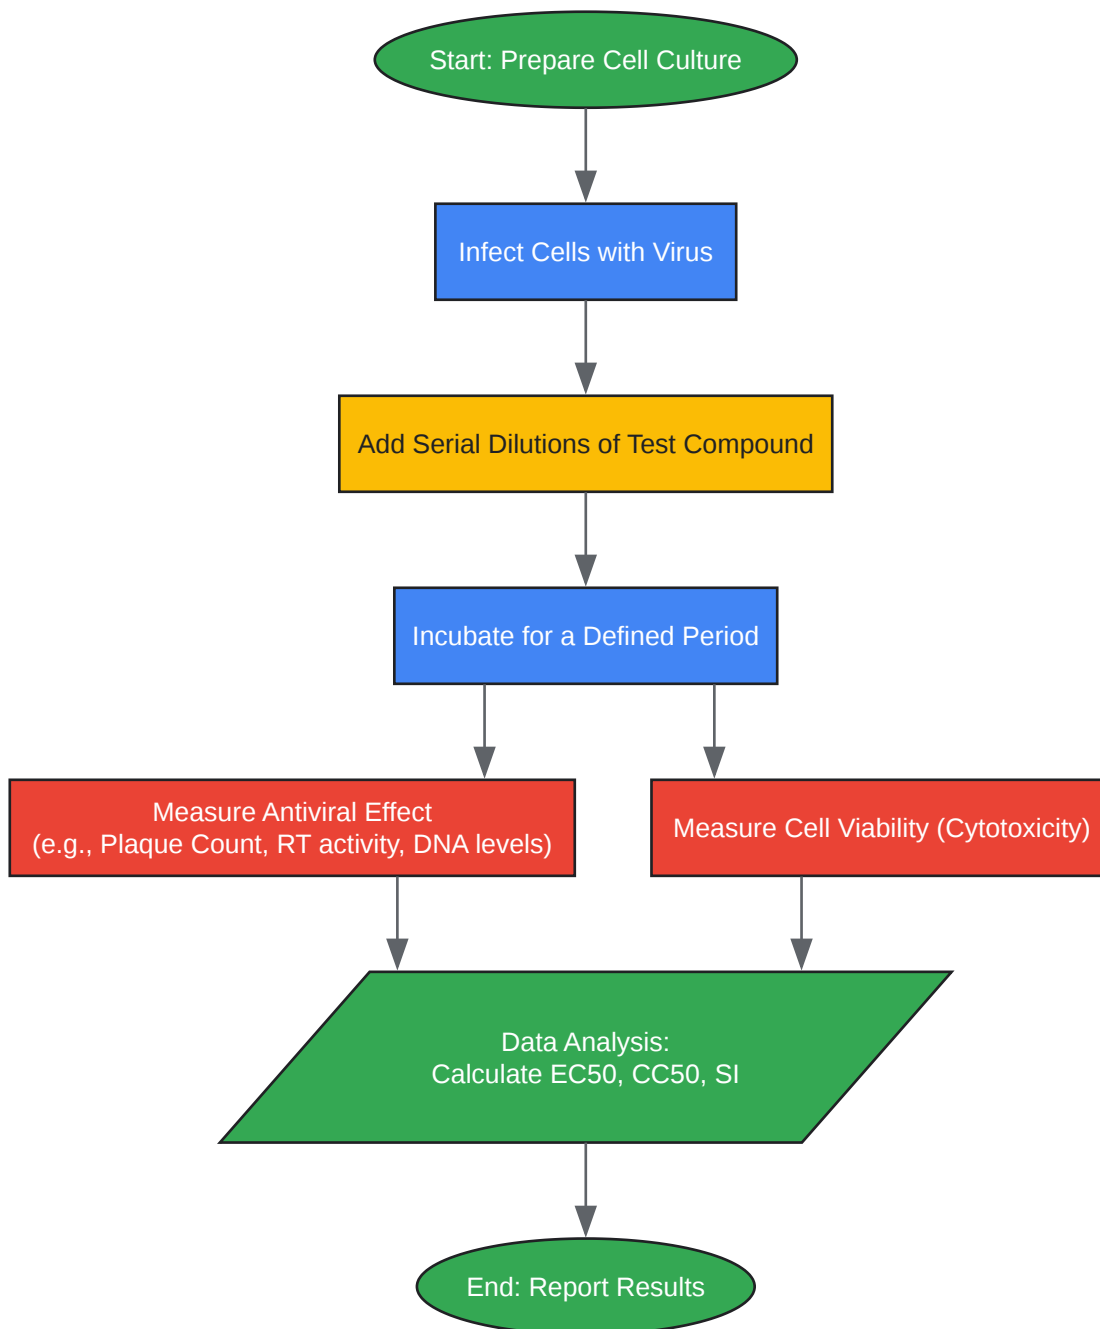 Start: Prepare Cell Culture
Infect Cells with Virus
Add Serial Dilutions of Test Compound
Incubate for a Defined Period
Measure Antiviral Effect
(e.g., Plaque Count, RT activity, DNA levels)
Measure Cell Viability (Cytotoxicity)
Data Analysis:
Calculate EC50, CC50, SI
End: Report Results